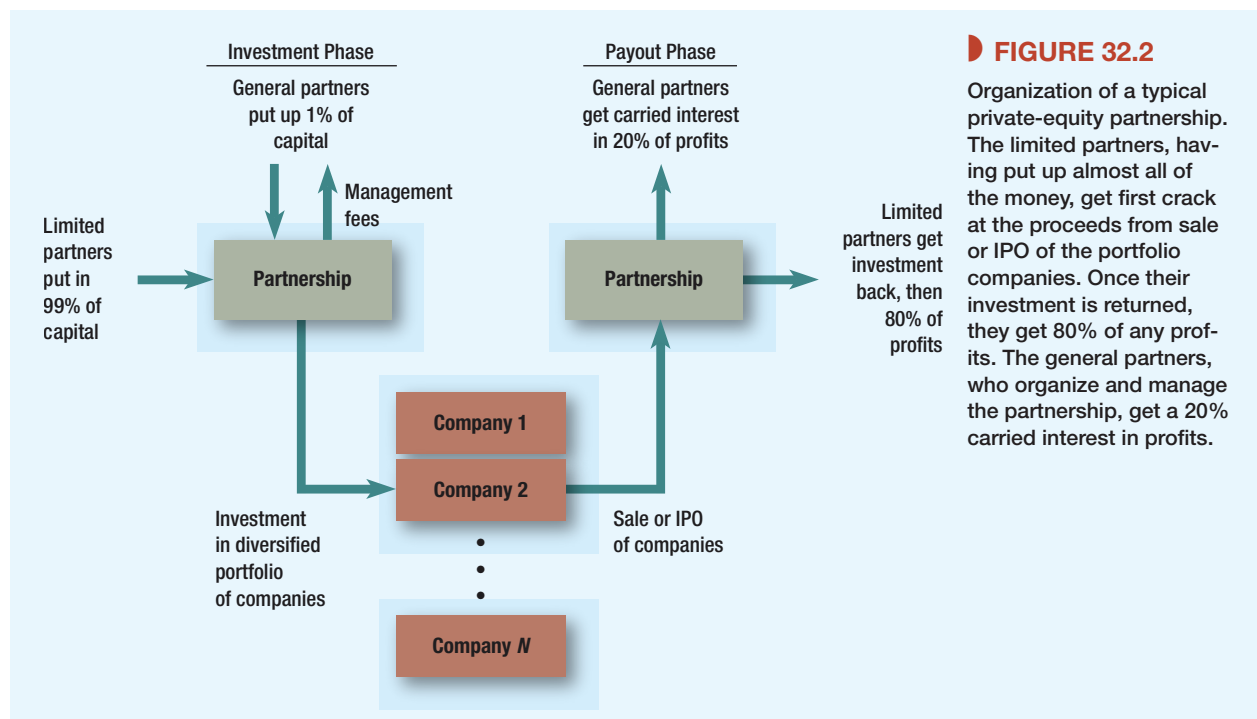 Investment Phase
General partners
put up 1% of
capital
Management
fees
Limited
partners
put in
99% of
capital
Partnership
Investment
in diversified
portfolio
of companies
Company 1
Company 2
•
•
•
Company N
Sale or IPO
of companies
Payout Phase
General partners
get carried interest
in 20% of profits
Partnership
Limited
partners get
investment
back, then
80% of
profits
FIGURE 32.2
Organization of a typical
private-equity partnership.
The limited partners, hav-
ing put up almost all of
the money, get first crack
at the proceeds from sale
or IPO of the portfolio
companies. Once their
investment is returned,
they get 80% of any prof-
its. The general partners,
who organize and manage
the partnership, get a 20%
carried interest in profits.